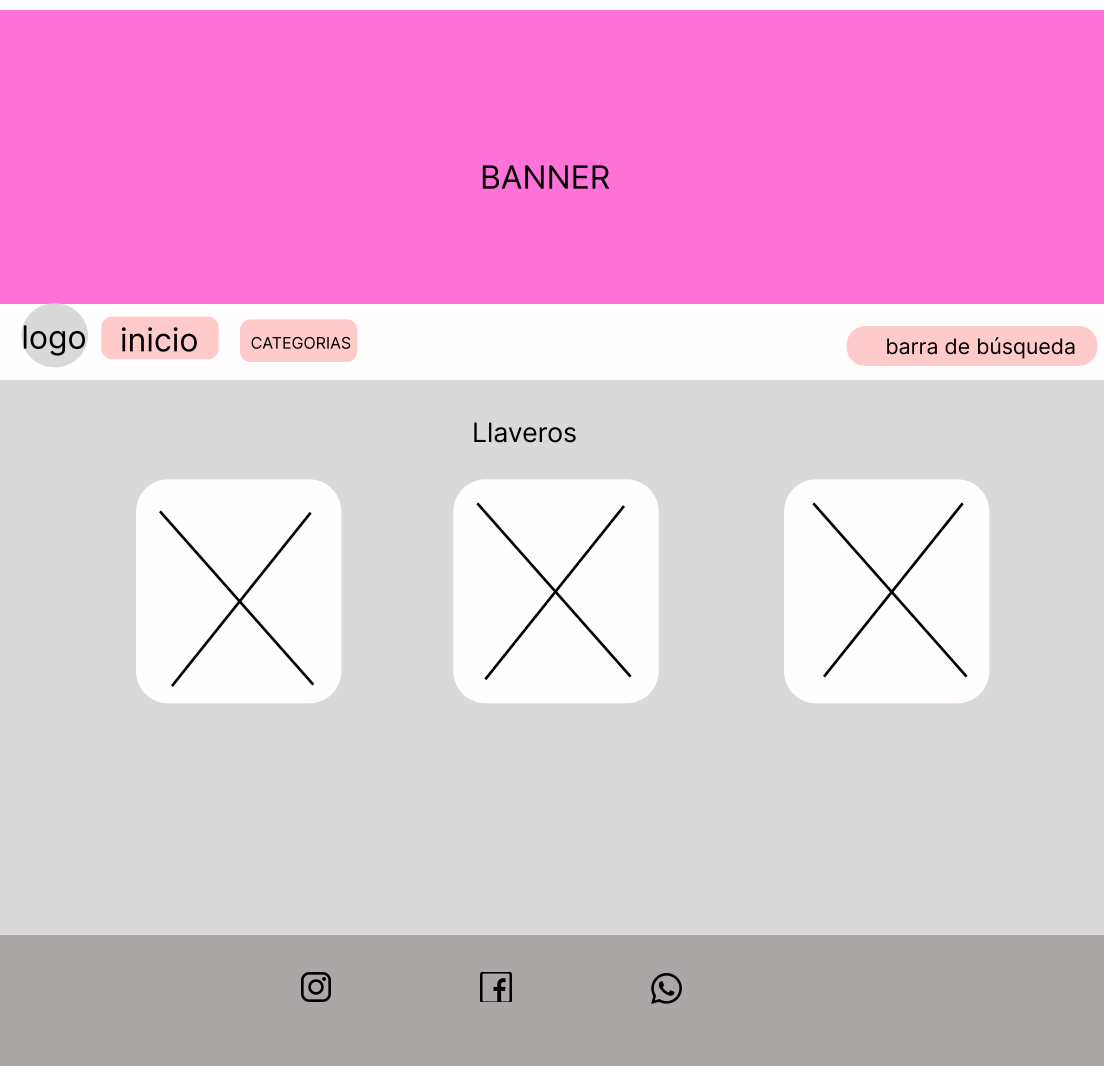 BANNER
logo
inicio
CATEGORIAS
barra de búsqueda
Llaveros